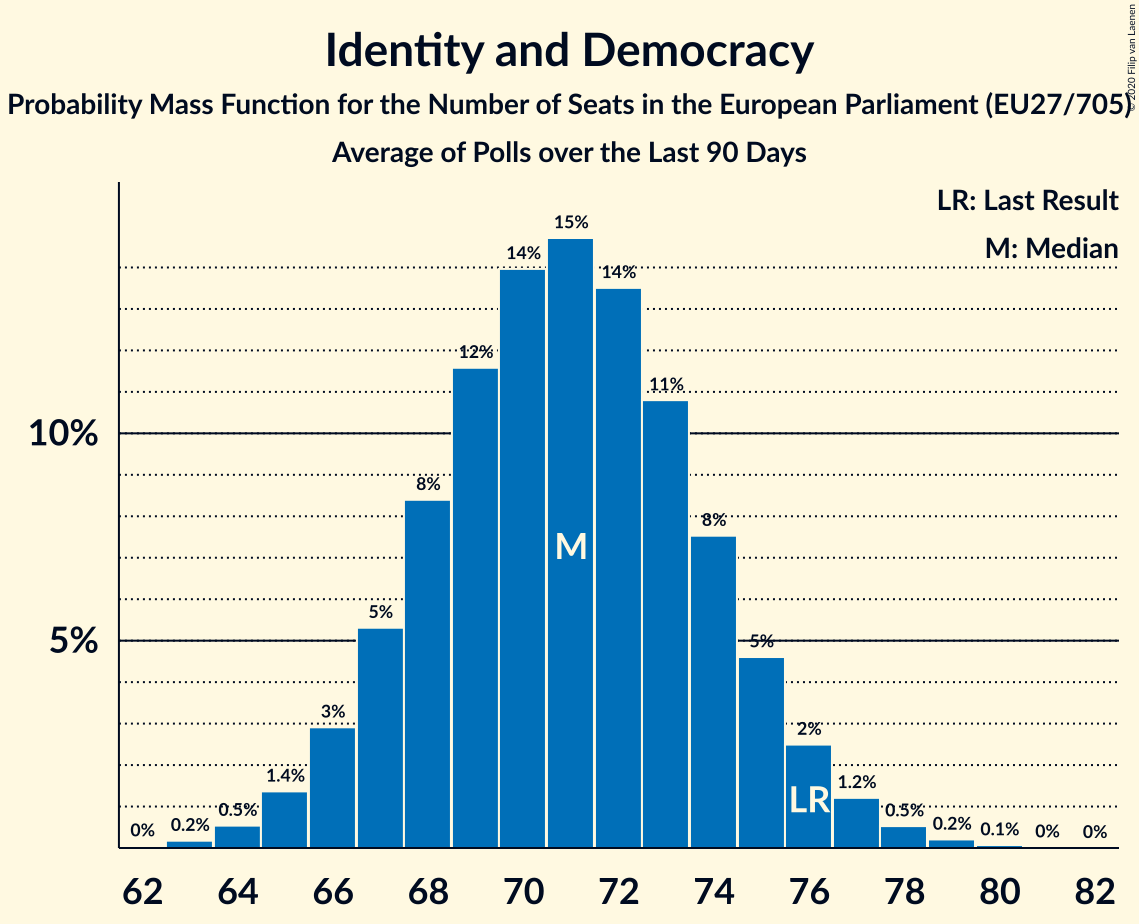 Identity and Democracy
Probability Mass Function for the Number of Seats in the European Parliament (EU27/705)
Average of Polls over the Last 90 Days
© 2020 Filip van Laenen
LR: Last Result
M: Median
15%
14%
14%
12%
11%
10%
8%
8%
M
5%
5%
5%
3%
2%
1.4%
1.2%
LR
0.5%
0.5%
0%
0.2%
0.2%
0.1%
0%
0%
62 64 66 68 70 72 74 76 78 80 82